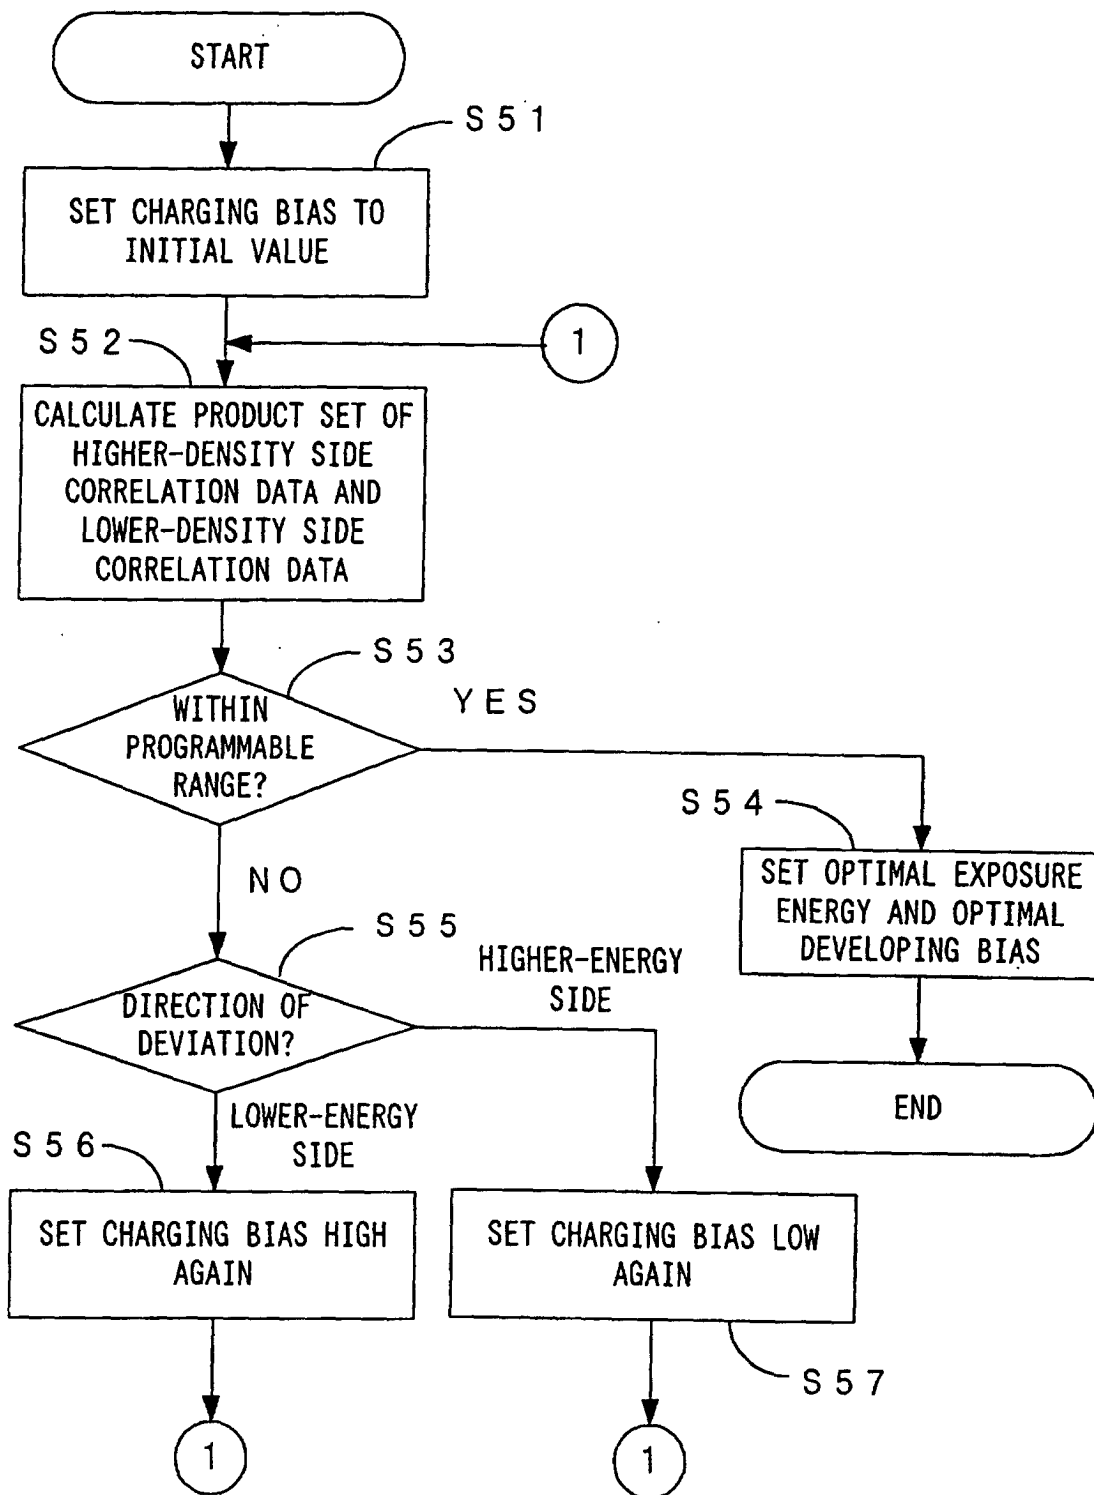 START
S51
SET CHARGING BIAS TO
INITIAL VALUE
S52
1
CALCULATE PRODUCT SET OF
HIGHER-DENSITY SIDE
CORRELATION DATA AND
LOWER-DENSITY SIDE
CORRELATION DATA
S53
WITHIN
PROGRAMMABLE
RANGE?
YES
S54
SET OPTIMAL EXPOSURE
ENERGY AND OPTIMAL
DEVELOPING BIAS
NO
S55
DIRECTION OF
DEVIATION?
HIGHER-ENERGY
SIDE
END
LOWER-ENERGY
SIDE
S56
SET CHARGING BIAS HIGH
AGAIN
SET CHARGING BIAS LOW
AGAIN
S57
1
1